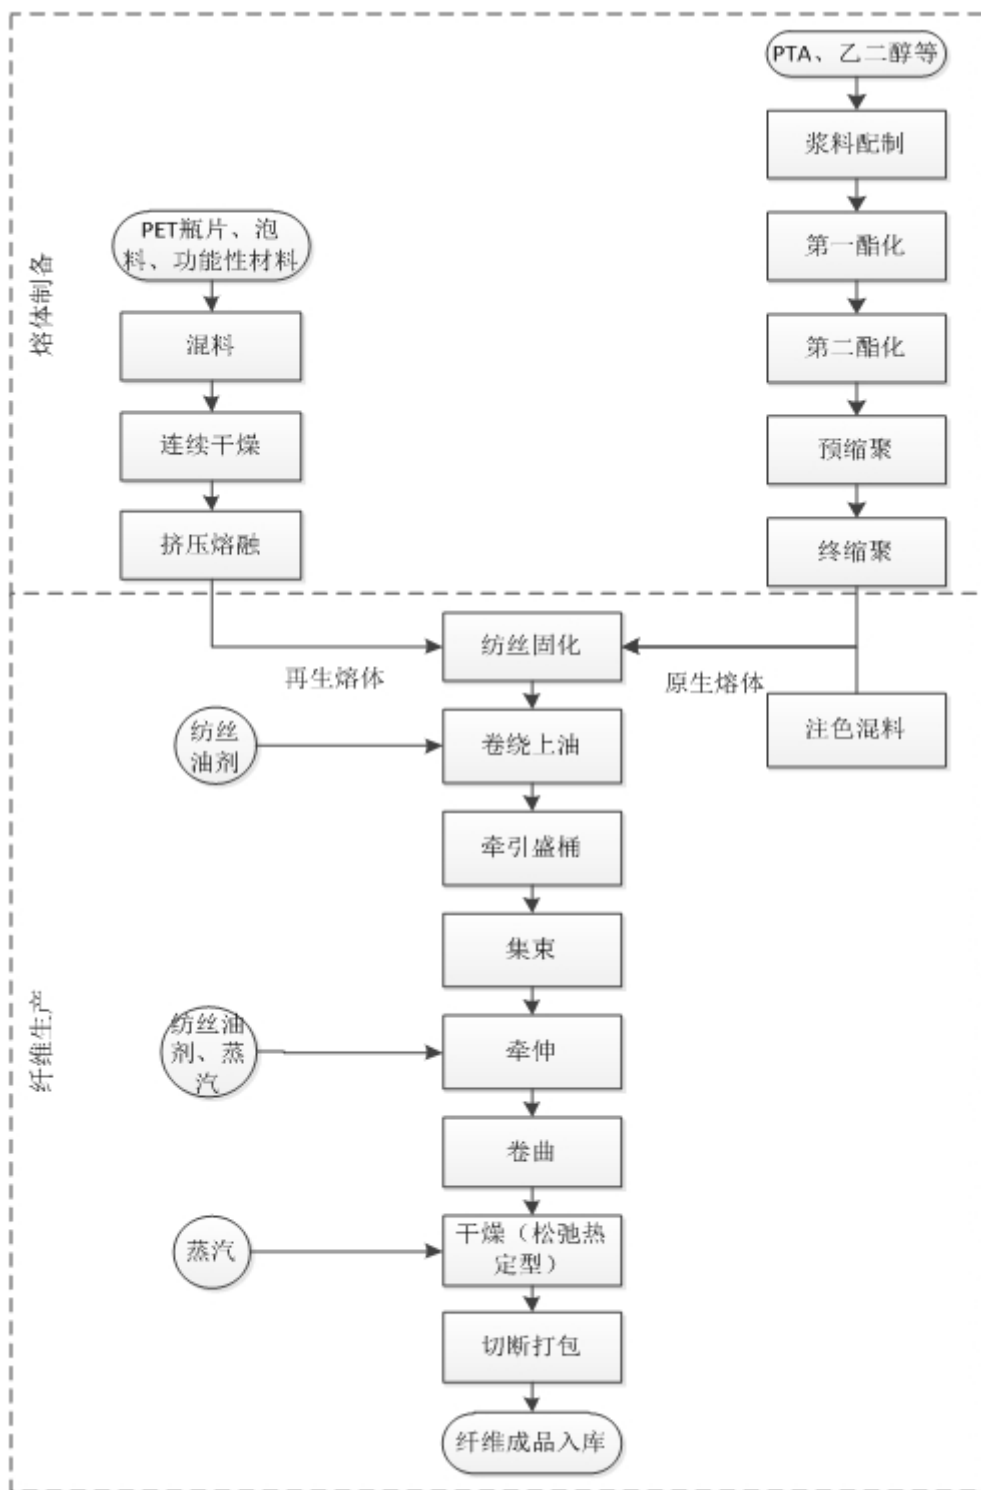 PTA、乙二醇等
浆料配制
第一酯化
第二酯化
预缩聚
终缩聚
PET瓶片、泡
料、功能性材料
混料
连续干燥
挤压熔融
熔体制备
纺丝固化
再生熔体
原生熔体
注色混料
纺丝
油剂
卷绕上油
牵引盛桶
集束
纺丝油
剂、蒸
汽
牵伸
卷曲
蒸汽
干燥（松弛热
定型）
切断打包
纤维成品入库
纤维生产